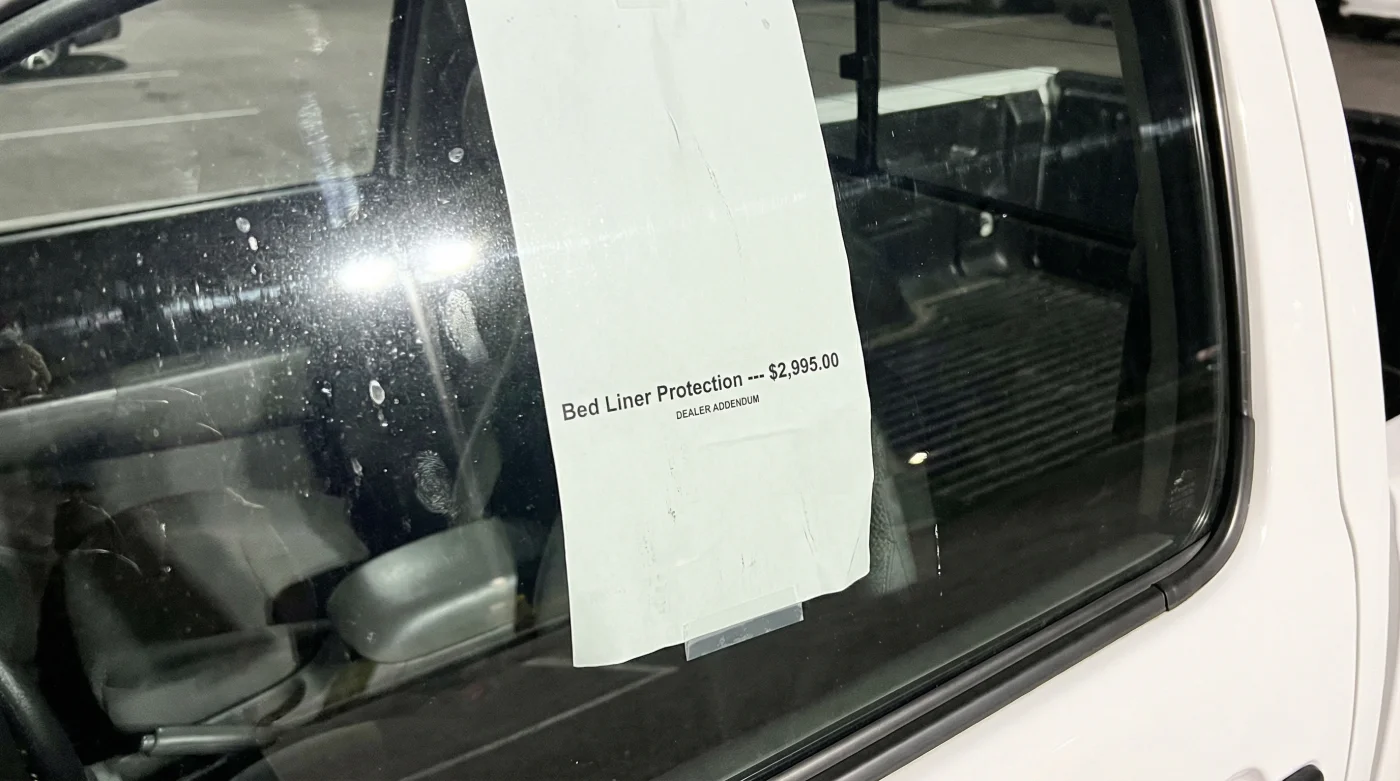 Bed Liner Protection --- $2,995.00
DEALER ADDENDUM